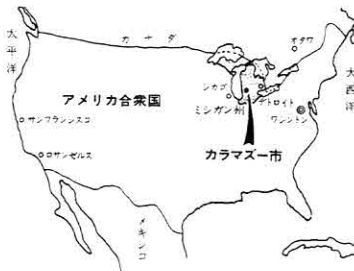 カナダ
太平洋
オタワ
大西洋
シカゴ
デトロイト
アメリカ合衆国
ミシガン州
ワシントン
サンフランシスコ
カラマズー市
ロサンゼルス
メキシコ